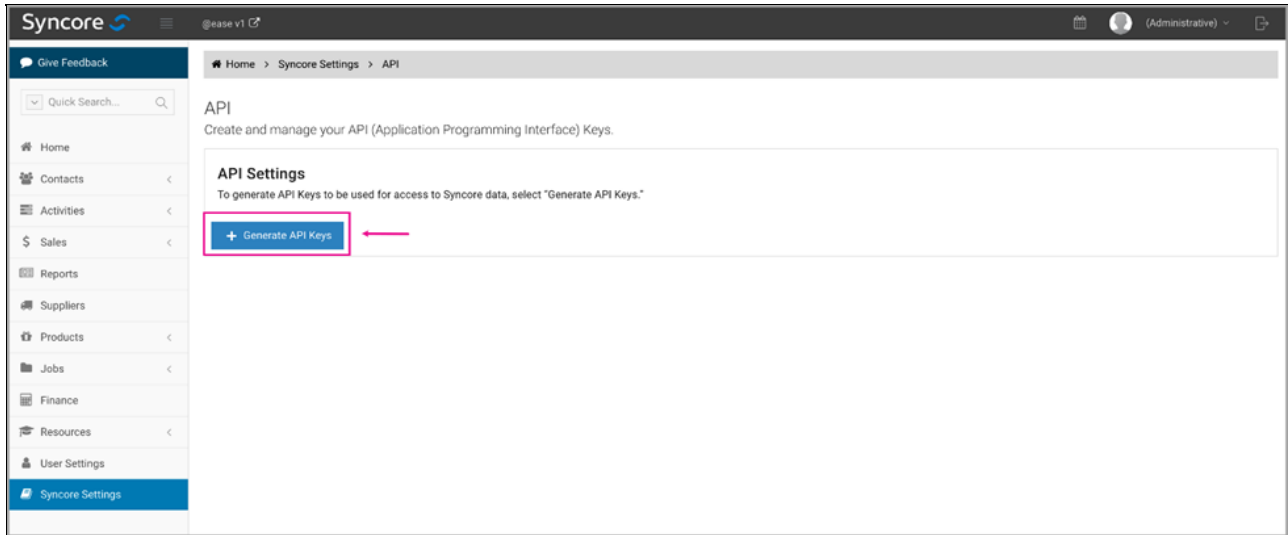 Syncore
@ease v1
(Administrative)
Give Feedback
Quick Search...
Home
Contacts
Activities
Sales
Reports
Suppliers
Products
Jobs
Finance
Resources
User Settings
Syncore Settings
Home > Syncore Settings > API
API
Create and manage your API (Application Programming Interface) Keys.
API Settings
To generate API Keys to be used for access to Syncore data, select "Generate API Keys."
+ Generate API Keys